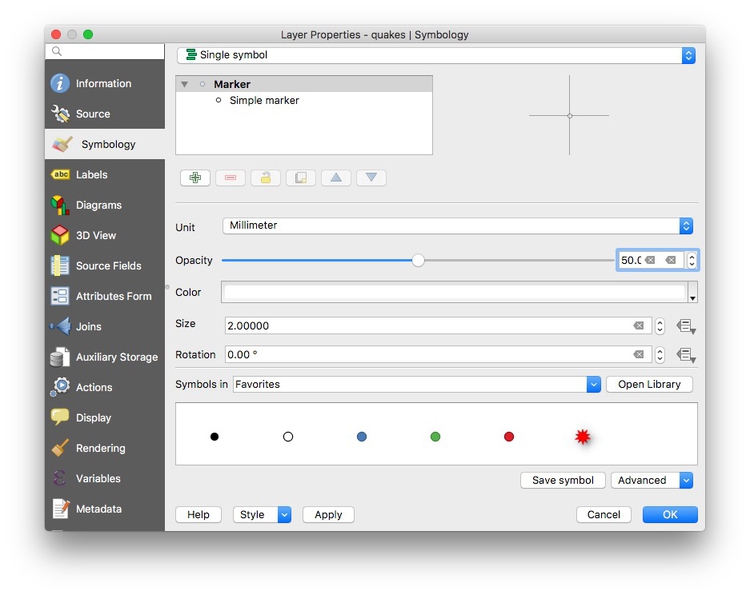 Layer Properties - quakes | Symbology
Information
Source
Symbology
abc Labels
Diagrams
3D View
Source Fields
Attributes Form
Joins
Auxiliary Storage
Actions
Display
Rendering
Variables
Metadata
Single symbol
Marker
Simple marker
Unit Millimeter
Opacity 50.0
Color
Size 2.00000
Rotation 0.00 °
Symbols in Favorites Open Library
Save symbol Advanced
Help Style Apply Cancel OK